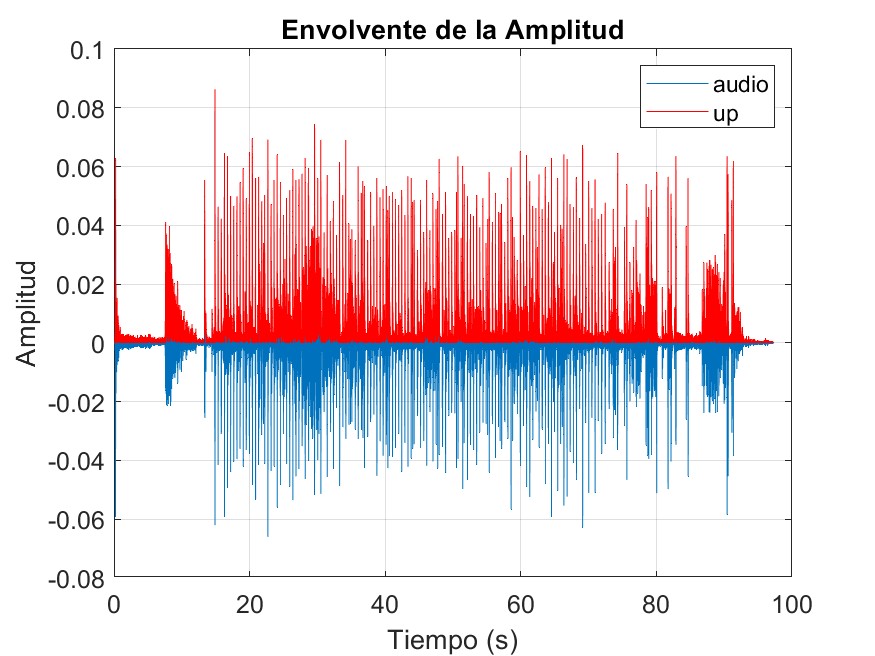 Envolvente de la Amplitud
audio
up
0.1
0.08
0.06
0.04
0.02
0
-0.02
-0.04
-0.06
-0.08
Amplitud
0 20 40 60 80 100
Tiempo (s)